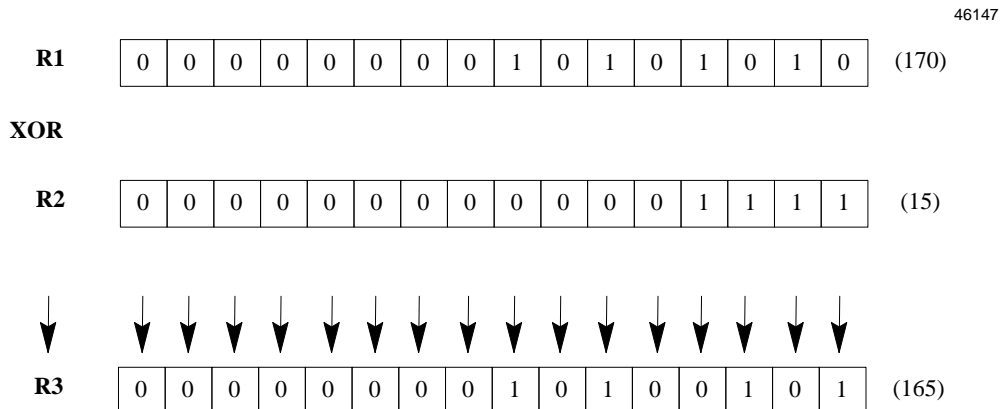 46147
R1 0 0 0 0 0 0 0 0 1 0 1 0 1 0 1 0 (170)
XOR
R2 0 0 0 0 0 0 0 0 0 0 0 0 1 1 1 1 (15)
R3 0 0 0 0 0 0 0 0 1 0 1 0 0 1 0 1 (165)